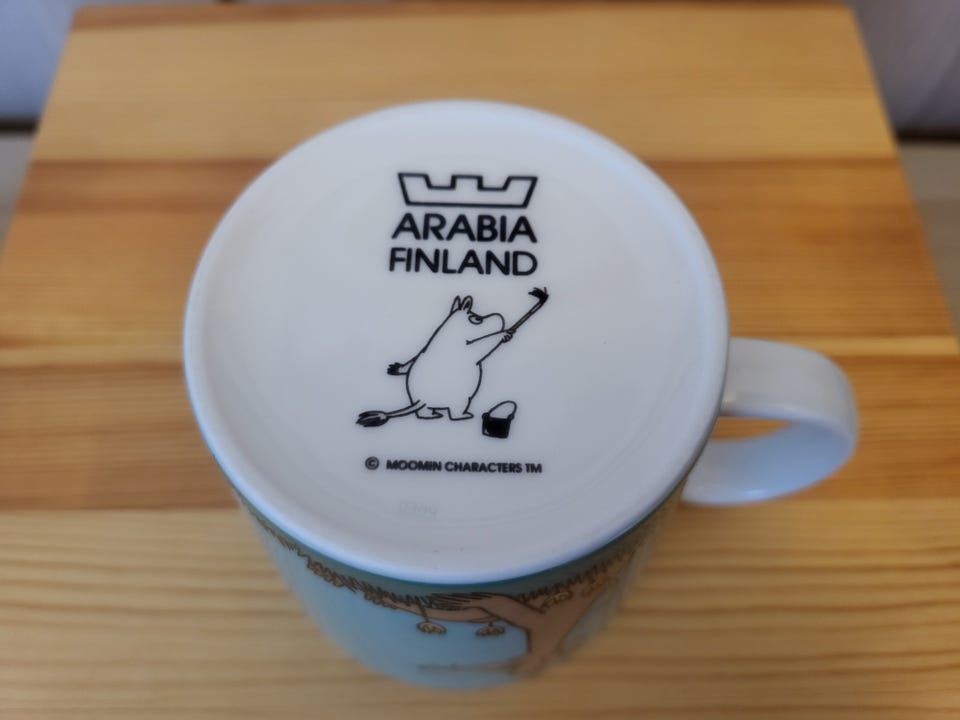 ARABIA
FINLAND
© MOOMIN CHARACTERS TM